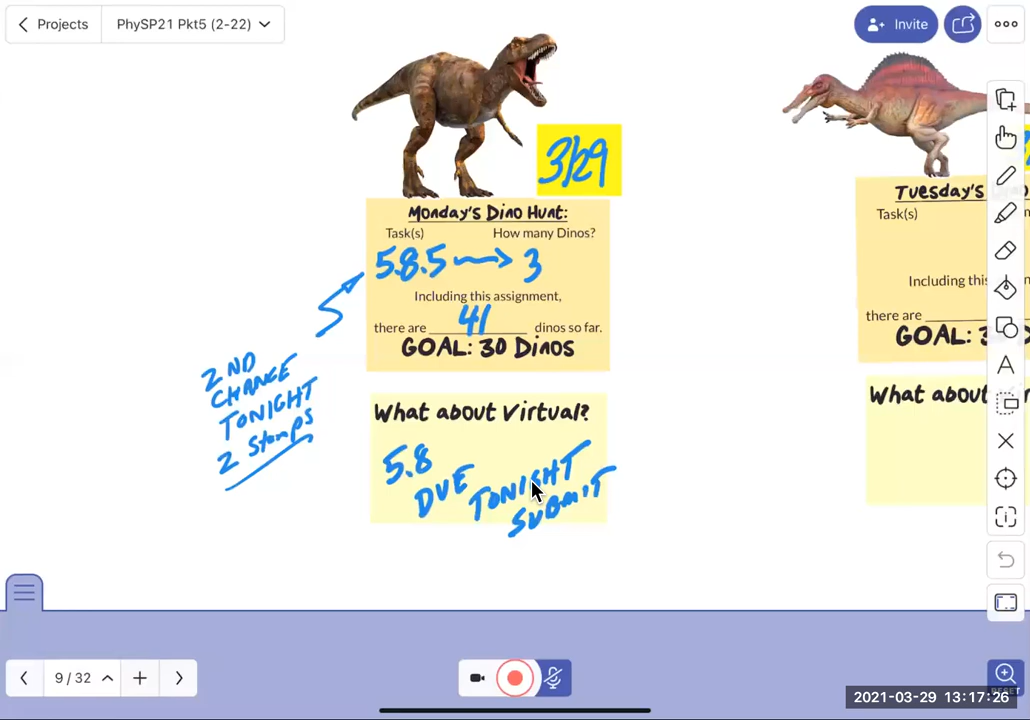 Projects
PhySP21 Pkt5 (2-22)
Invite
3/29
Monday's Dino Hunt:
Task(s) How many Dinos?
5.8.5 → 3
Including this assignment,
there are 41 dinos so far.
GOAL: 30 Dinos
2ND
CHANCE
TONIGHT
2 Stamps
What about Virtual?
5.8
DUE TONIGHT
SUBMIT
Tuesday's D
Task(s)
Including this
there are
GOAL: 3
What about
9 / 32
RESET
2021-03-29 13:17:26